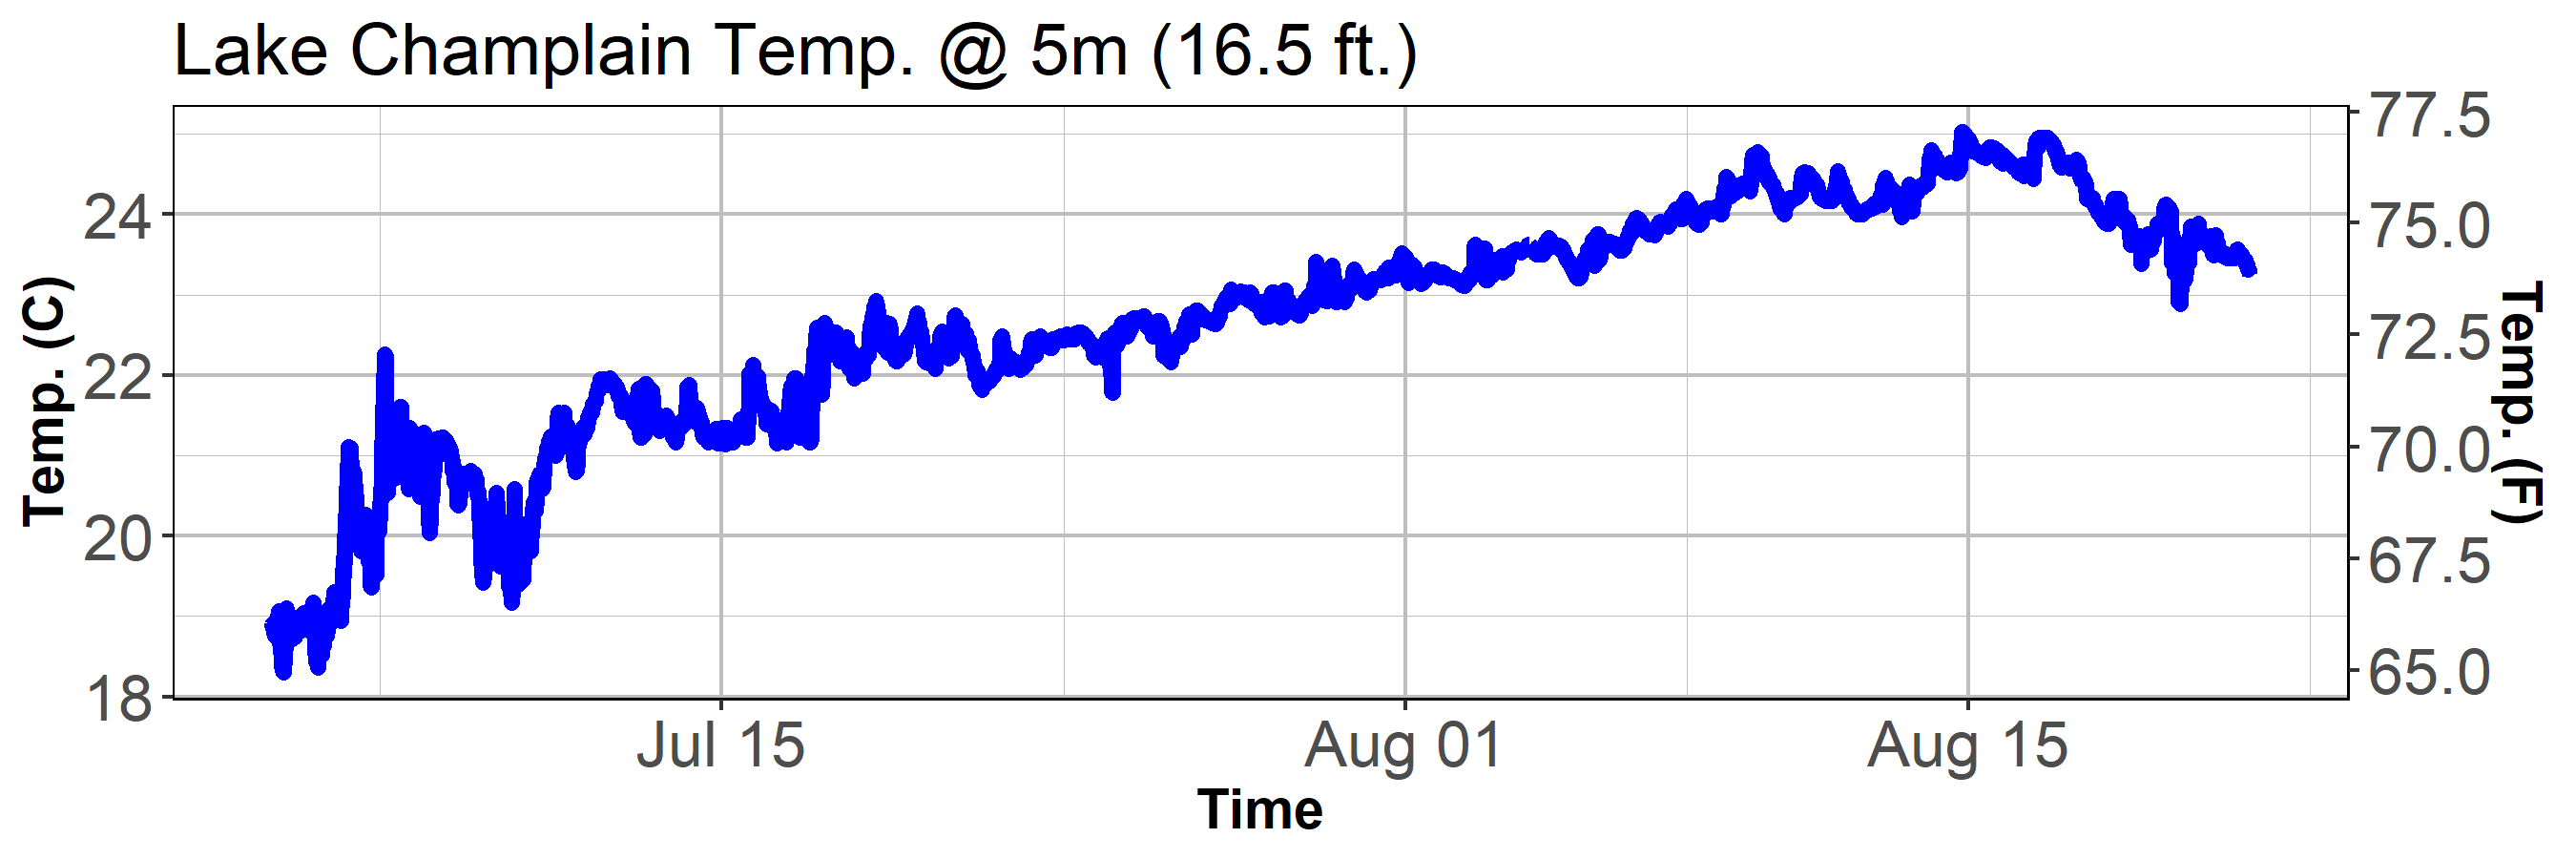 Lake Champlain Temp. @ 5m (16.5 ft.)
Temp. (C)
24
22
20
18
77.5
75.0
72.5
70.0
67.5
65.0
Temp. (F)
Jul 15
Aug 01
Aug 15
Time